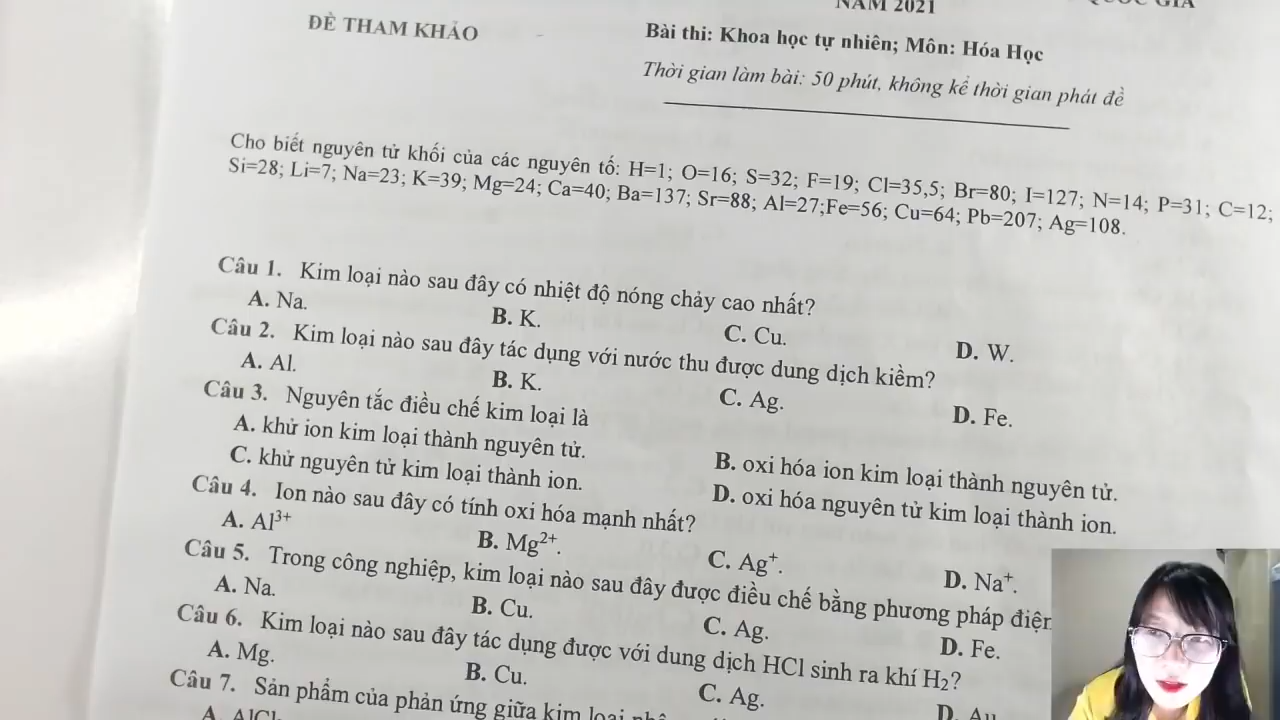 NĂM 2021
ĐỀ THAM KHẢO
Bài thi: Khoa học tự nhiên; Môn: Hóa Học
Thời gian làm bài: 50 phút, không kể thời gian phát đề
Cho biết nguyên tử khối của các nguyên tố: H=1; O=16; S=32; F=19; Cl=35,5; Br=80; I=127; N=14; P=31; C=12;
Si=28; Li=7; Na=23; K=39; Mg=24; Ca=40; Ba=137; Sr=88; Al=27;Fe=56; Cu=64; Pb=207; Ag=108.
Câu 1. Kim loại nào sau đây có nhiệt độ nóng chảy cao nhất?
A. Na. B. K. C. Cu. D. W.
Câu 2. Kim loại nào sau đây tác dụng với nước thu được dung dịch kiềm?
A. Al. B. K. C. Ag. D. Fe.
Câu 3. Nguyên tắc điều chế kim loại là
A. khử ion kim loại thành nguyên tử. B. oxi hóa ion kim loại thành nguyên tử.
C. khử nguyên tử kim loại thành ion. D. oxi hóa nguyên tử kim loại thành ion.
Câu 4. Ion nào sau đây có tính oxi hóa mạnh nhất?
A. Al³⁺ B. Mg²⁺. C. Ag⁺. D. Na⁺.
Câu 5. Trong công nghiệp, kim loại nào sau đây được điều chế bằng phương pháp điện
A. Na. B. Cu. C. Ag. D. Fe.
Câu 6. Kim loại nào sau đây tác dụng được với dung dịch HCl sinh ra khí H₂?
A. Mg. B. Cu. C. Ag. D. Au
Câu 7. Sản phẩm của phản ứng giữa kim loại